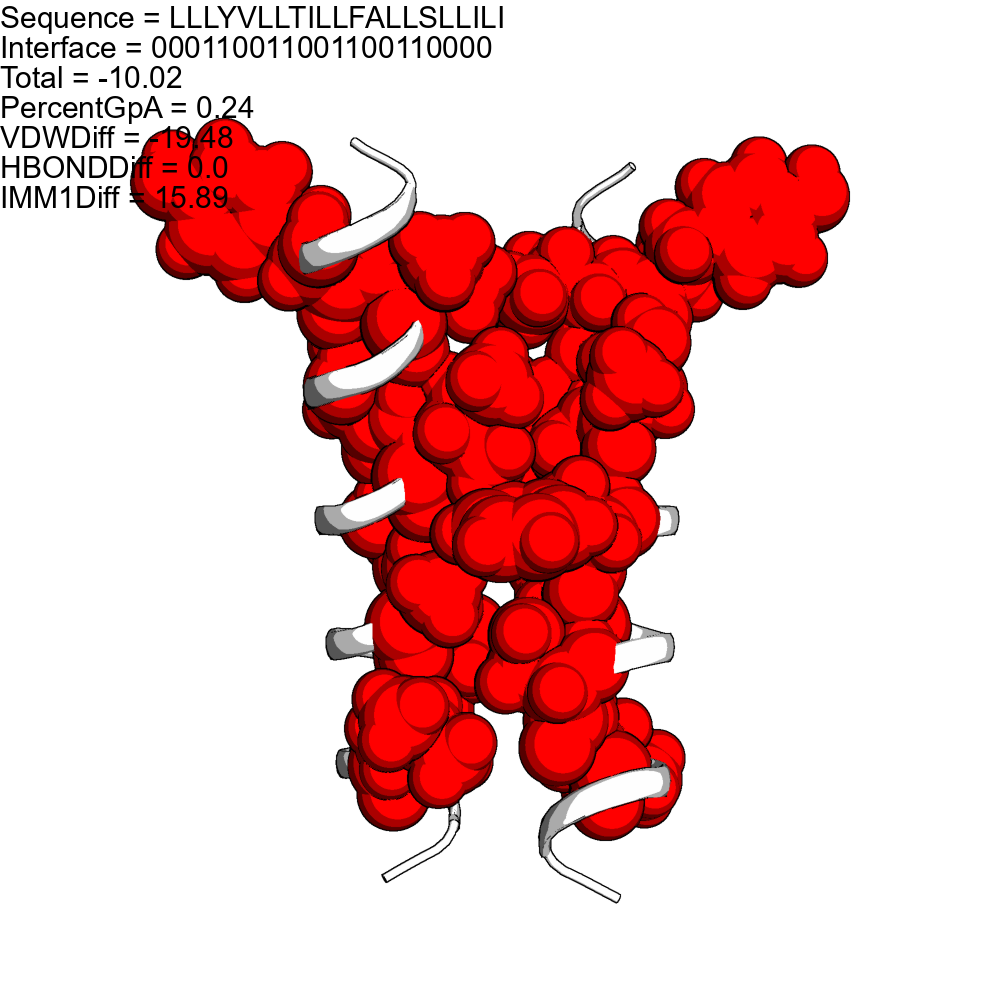 Sequence = LLLYVLLTILLFALLSLLILI
Interface = 000110011001100110000
Total = -10.02
PercentGpA = 0.24
VDWDiff = -19.48
HBONDDiff = 0.0
IMM1Diff = 15.89